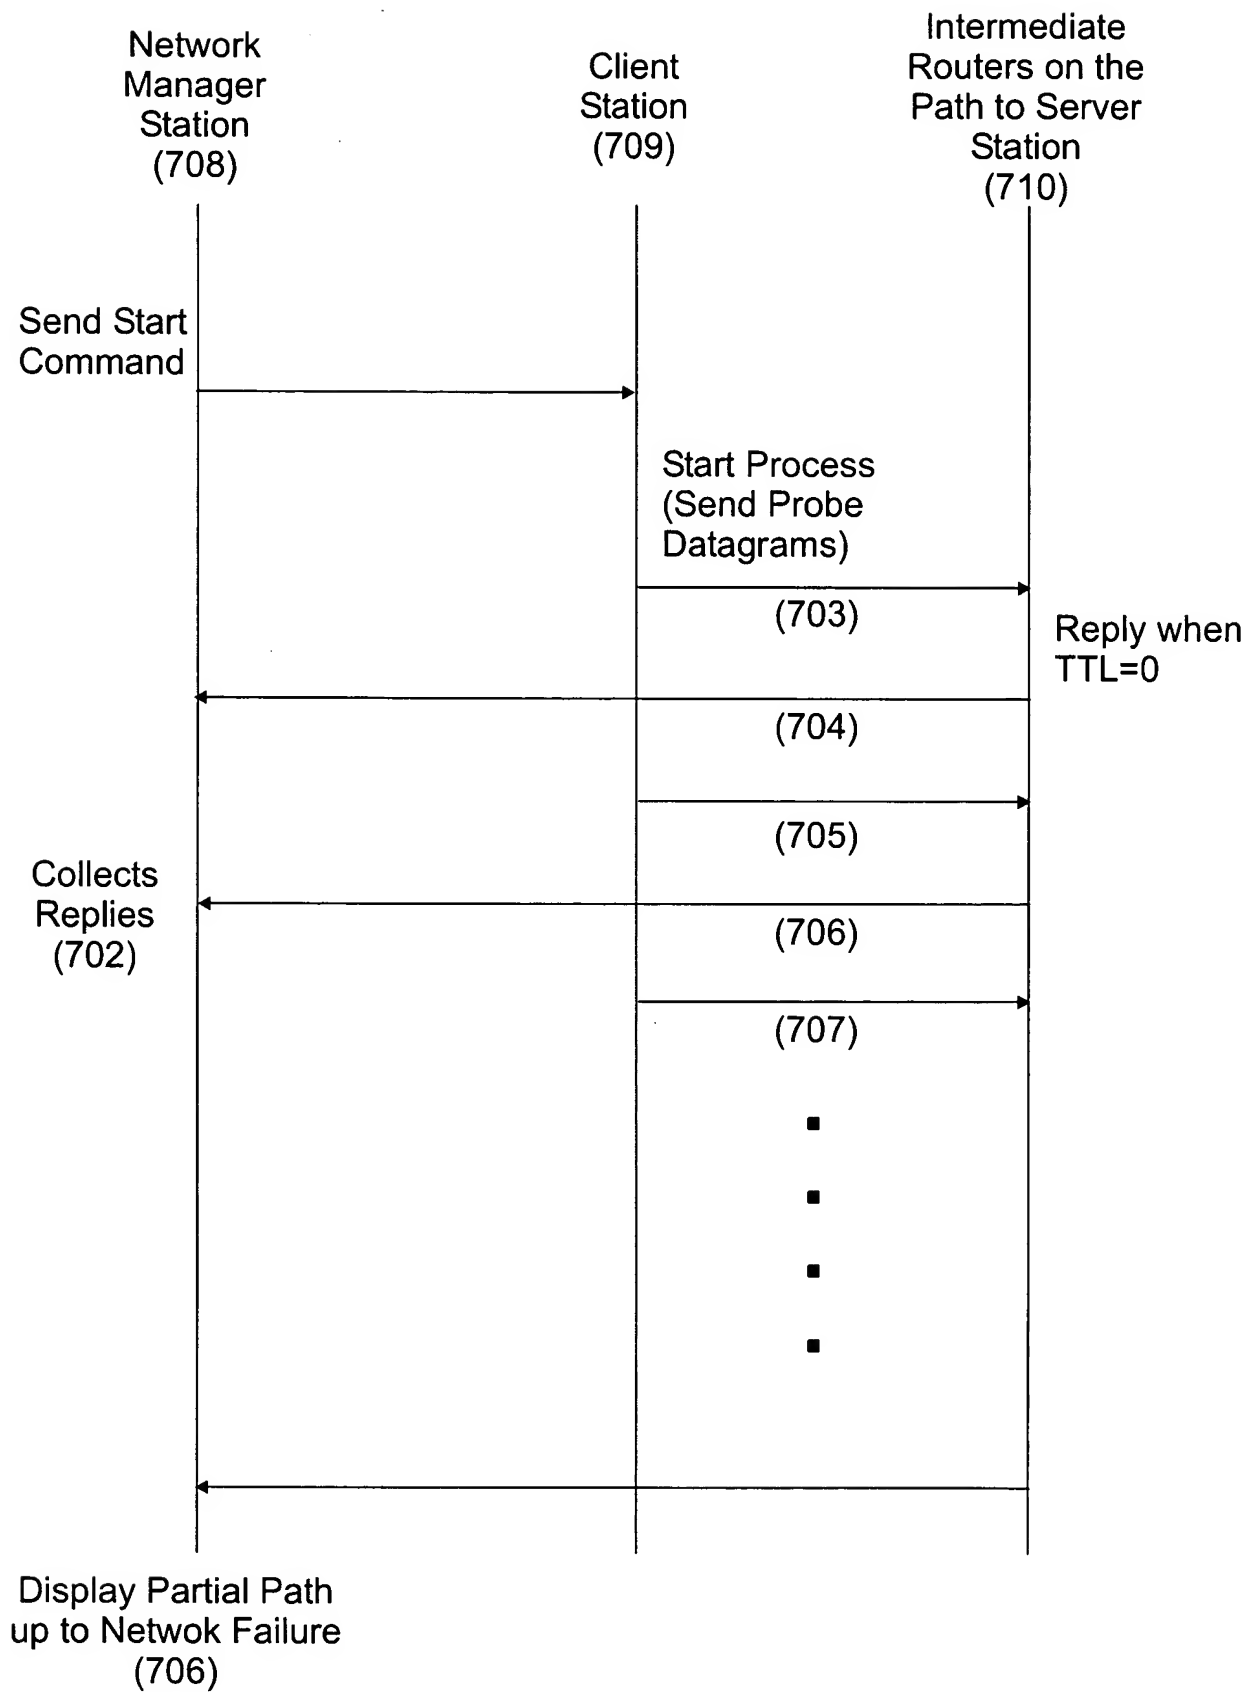 Network
Manager
Station
(708)
Client
Station
(709)
Intermediate
Routers on the
Path to Server
Station
(710)
Send Start
Command
Start Process
(Send Probe
Datagrams)
(703)
Reply when
TTL=0
(704)
(705)
Collects
Replies
(702)
(706)
(707)
Display Partial Path
up to Netwok Failure
(706)